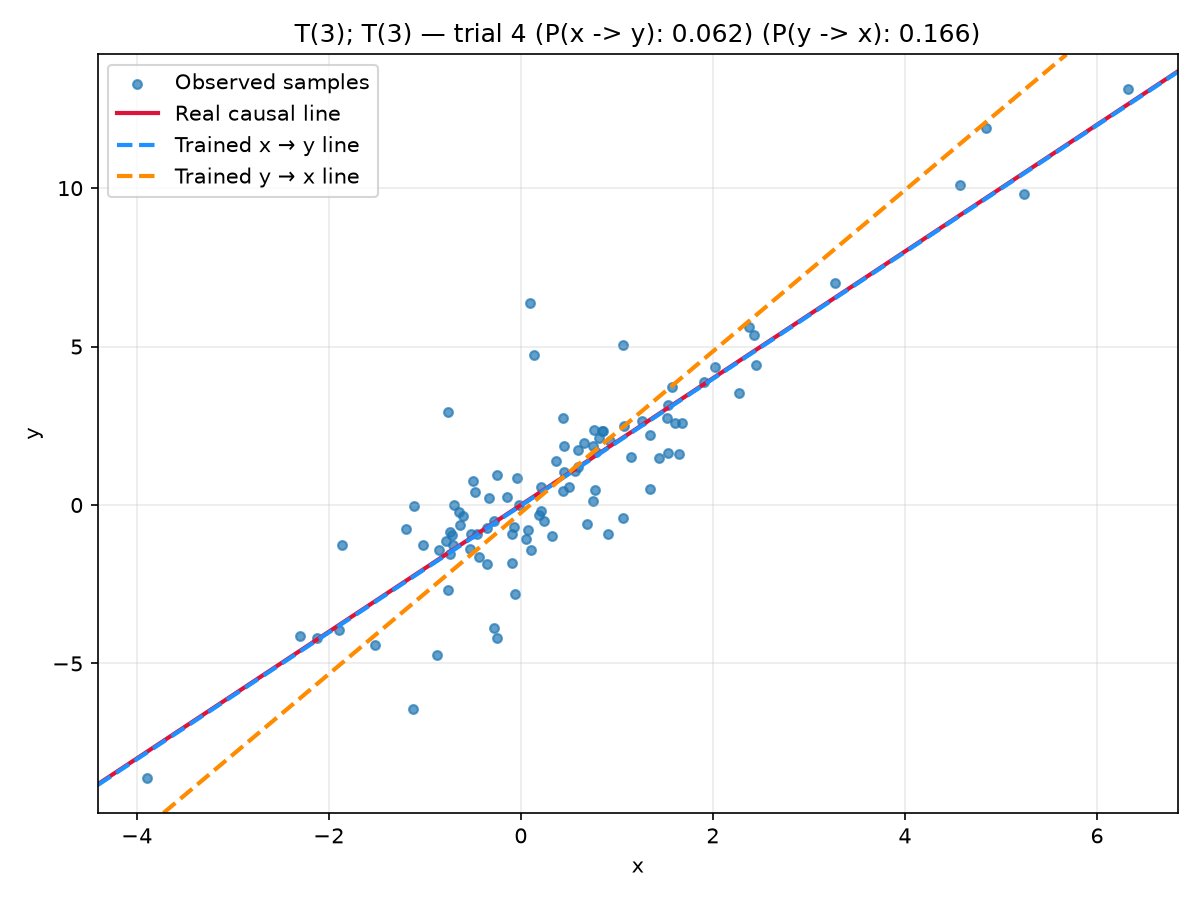 T(3); T(3) — trial 4 (P(x -> y): 0.062) (P(y -> x): 0.166)
Observed samples
Real causal line
Trained x → y line
Trained y → x line
10
5
0
−5
y
−4
−2
0
2
4
6
x